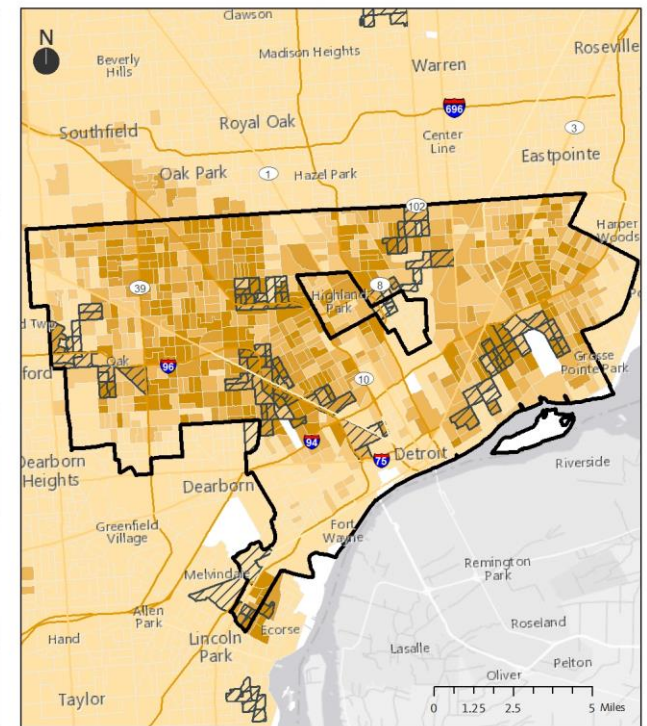 Clawson
N
Beverly
Hills
Madison Heights
Roseville
Warren
696
Southfield
Royal Oak
Center
Line
3
Eastpointe
Oak Park
1
Hazel Park
102
Harper
Woods
39
8
Highland
Park
d Twp
ford
Oak
96
10
Grosse
Pointe Park
94
75
Detroit
Dearborn
Heights
Dearborn
Riverside
Greenfield
Village
Fort
Wayne
Melvindale
Remington
Park
Allen
Park
Hand
Lincoln
Park
Ecorse
Roseland
Lasalle
Pelton
Oliver
Taylor
0 1.25 2.5 5 Miles